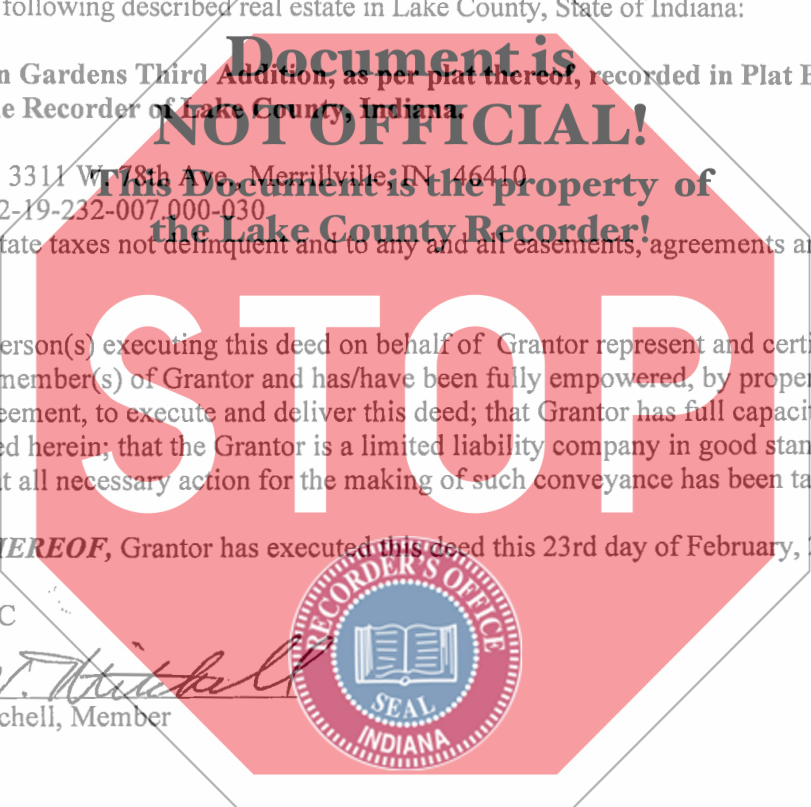 following described real estate in Lake County, State of Indiana:
Document is
n Gardens Third Addition, as per plat thereof, recorded in Plat
e Recorder of Lake County, Indiana.
NOT OFFICIAL!
3311 W. 78th Ave., Merrillville, IN 46410
This Document is the property of
2-19-232-007.000-030
the Lake County Recorder!
tate taxes not delinquent and to any and all easements, agreements a
STOP
erson(s) executing this deed on behalf of Grantor represent and certi
member(s) of Grantor and has/have been fully empowered, by proper
eement, to execute and deliver this deed; that Grantor has full capaci
ed herein; that the Grantor is a limited liability company in good stan
t all necessary action for the making of such conveyance has been ta
HEREOF, Grantor has executed this deed this 23rd day of February,
RECORDER'S OFFICE
SEAL
INDIANA
C
Mitchell
chell, Member